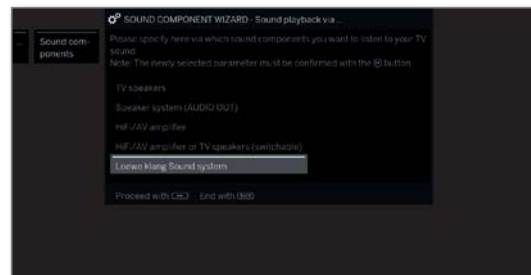 SOUND COMPONENT WIZARD - Sound playback via ...
... Sound com-
ponents
Please specify here via which sound components you want to listen to your TV
sound.
Note: The newly selected parameter must be confirmed with the button.
TV speakers
Speaker system (AUDIO OUT)
HiFi/AV amplifier
HiFi/AV amplifier or TV speakers (switchable)
Loewe klang Sound system
Proceed with End with